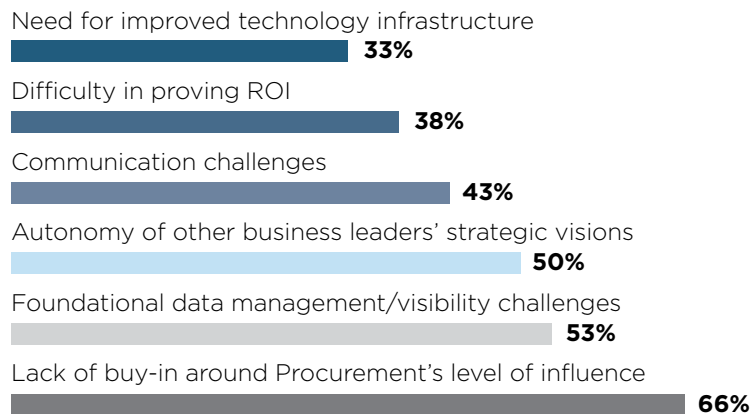 Need for improved technology infrastructure
33%
Difficulty in proving ROI
38%
Communication challenges
43%
Autonomy of other business leaders’ strategic visions
50%
Foundational data management/visibility challenges
53%
Lack of buy-in around Procurement’s level of influence
66%